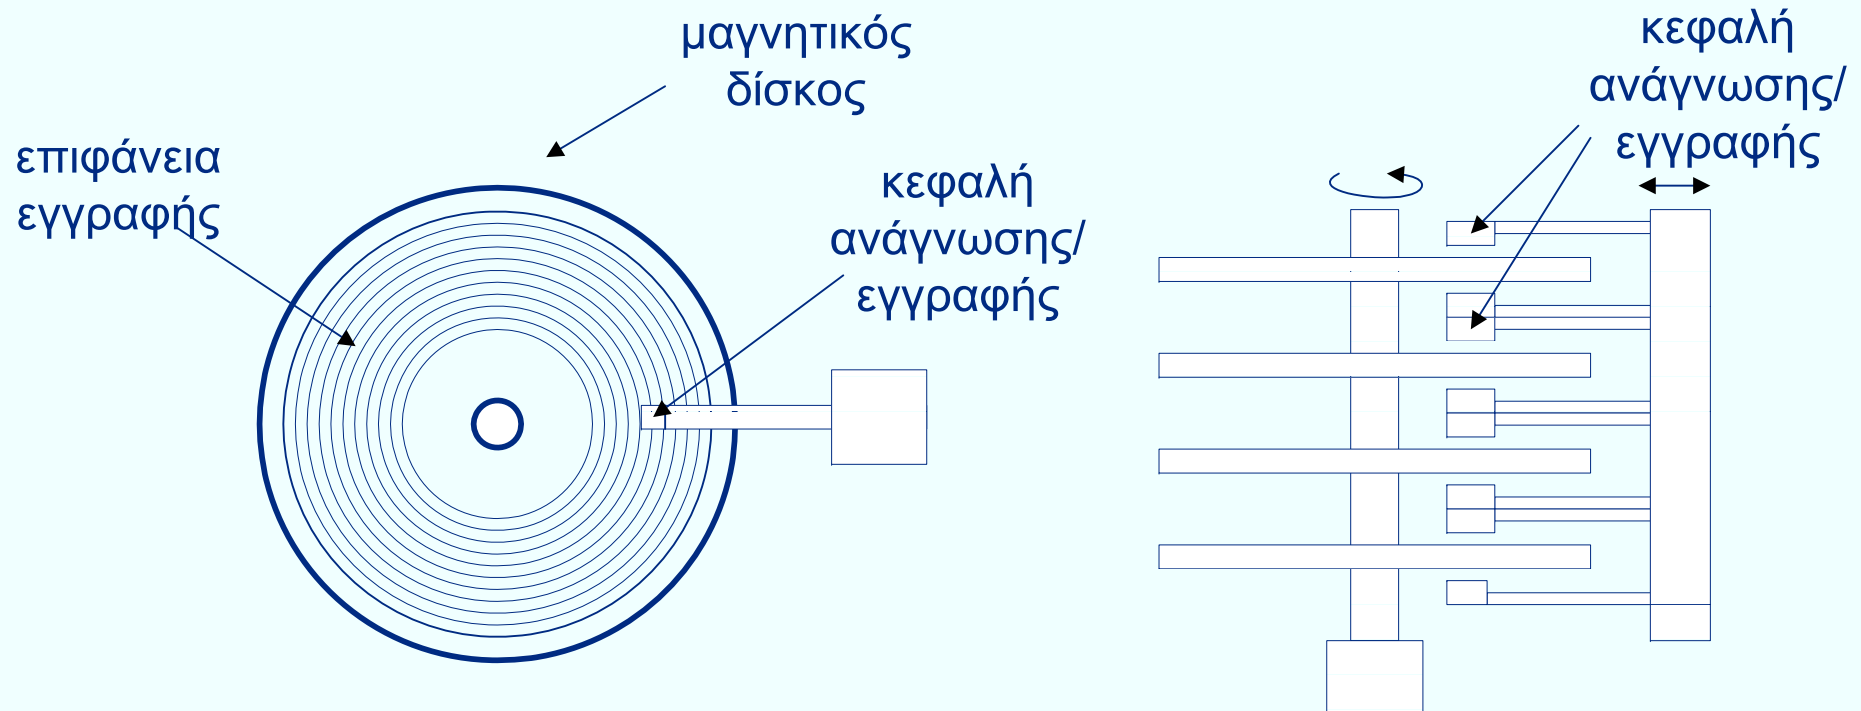 μαγνητικός
δίσκος
επιφάνεια
εγγραφής
κεφαλή
ανάγνωσης/
εγγραφής
κεφαλή
ανάγνωσης/
εγγραφής